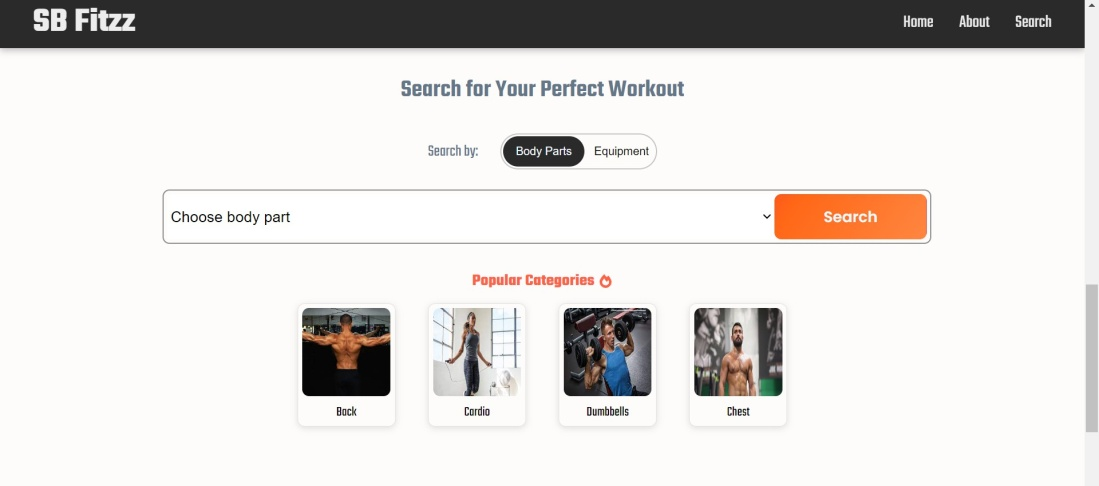 SB Fitzz
Home About Search
Search for Your Perfect Workout
Search by: Body Parts Equipment
Choose body part Search
Popular Categories
Back Cardio Dumbbells Chest